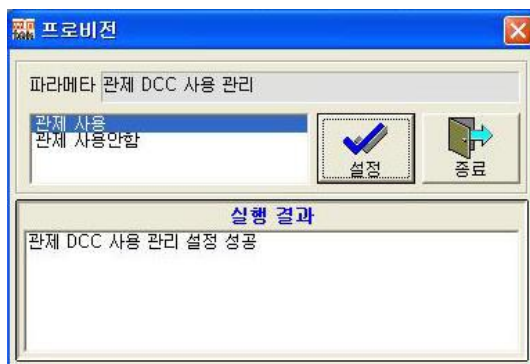 프로비전
파라메타 관제 DCC 사용 관리
관제 사용
관제 사용안함
설정
종료
실행 결과
관제 DCC 사용 관리 설정 성공